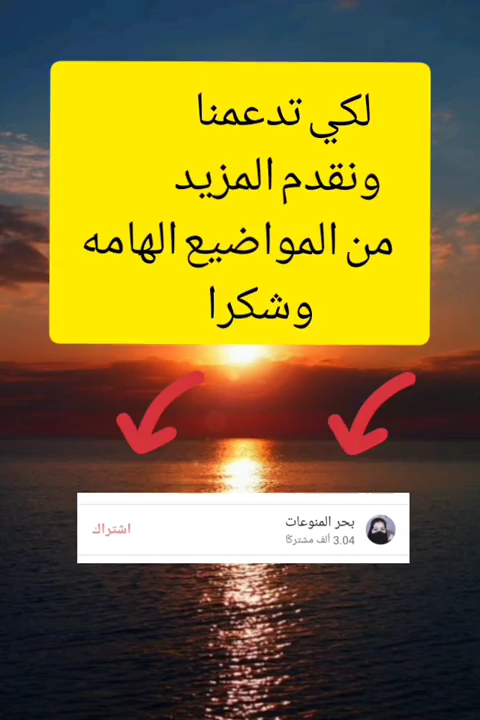 لكي تدعمنا
ونقدم المزيد
من المواضيع الهامه
وشكرا
بحر المنوعات
3.04 ألف مشتركًا
اشتراك